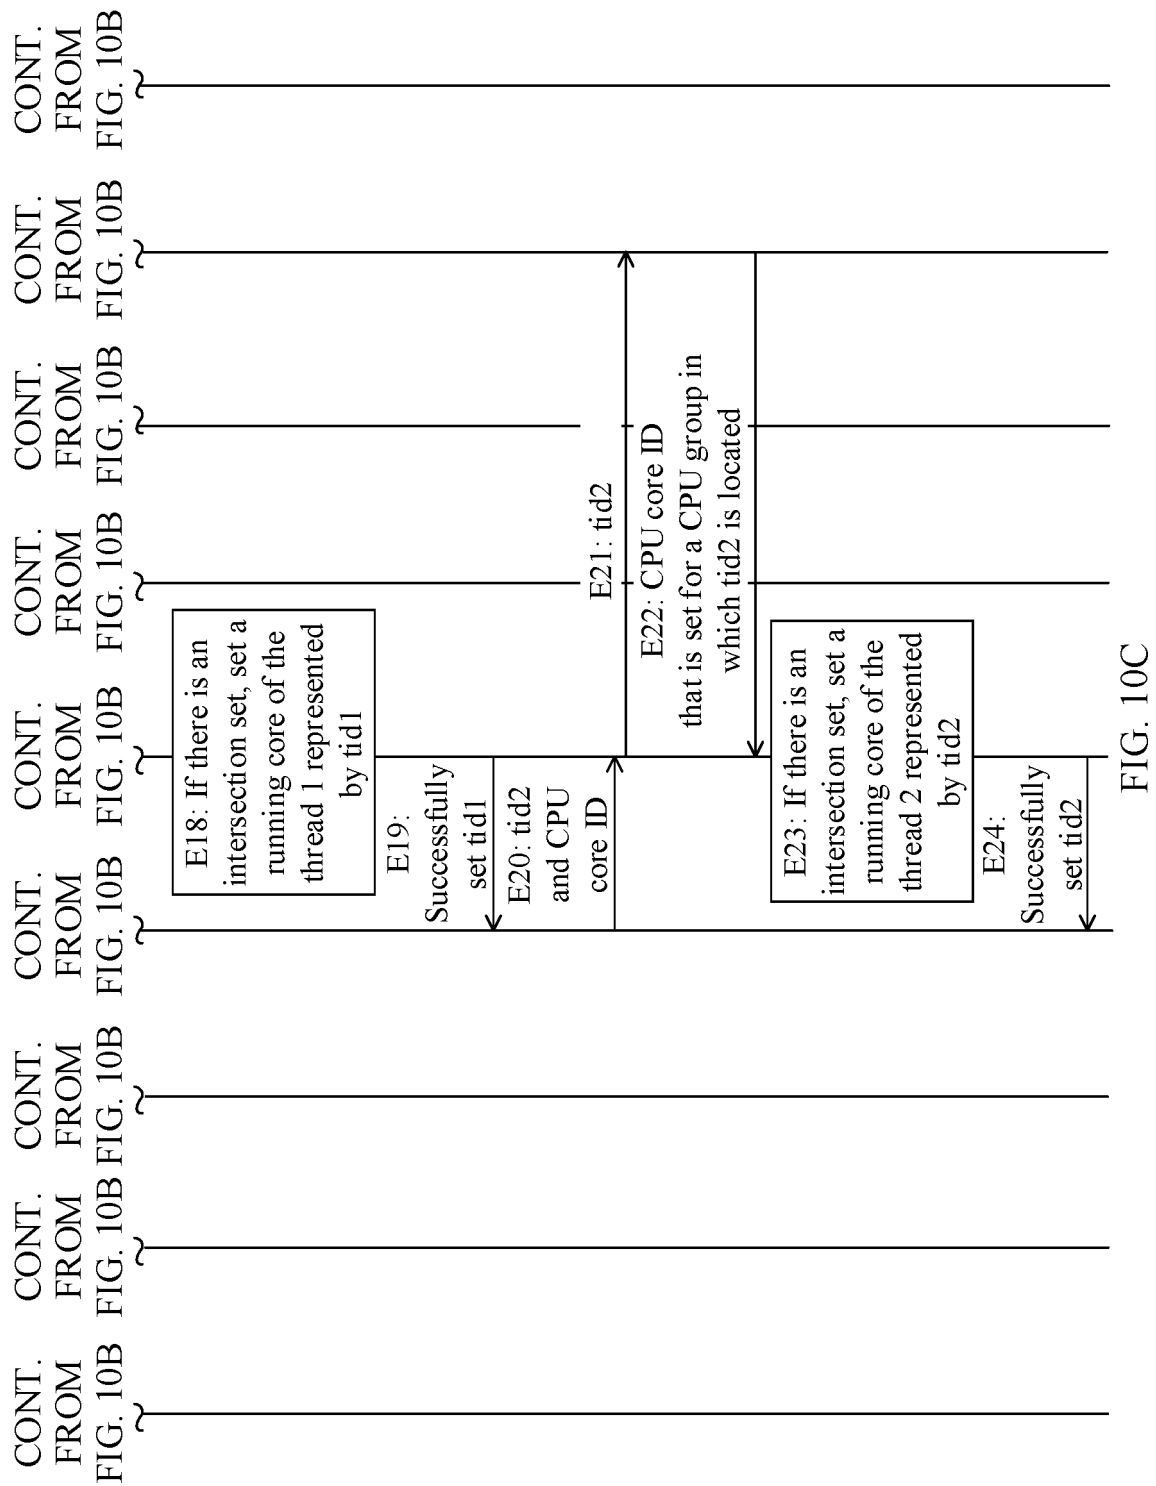 CONT.
FROM
FIG. 10B
CONT.
FROM
FIG. 10B
CONT.
FROM
FIG. 10B
CONT.
FROM
FIG. 10B
CONT.
FROM
FIG. 10B
CONT.
FROM
FIG. 10B
CONT.
FROM
FIG. 10B
CONT.
FROM
FIG. 10B
CONT.
FROM
FIG. 10B
E18: If there is an
intersection set, set a
running core of the
thread 1 represented
by tid1
E19:
Successfully
set tid1
E20: tid2
and CPU
core ID
E21: tid2
E22: CPU core ID
that is set for a CPU group in
which tid2 is located
E23: If there is an
intersection set, set a
running core of the
thread 2 represented
by tid2
E24:
Successfully
set tid2
FIG. 10C